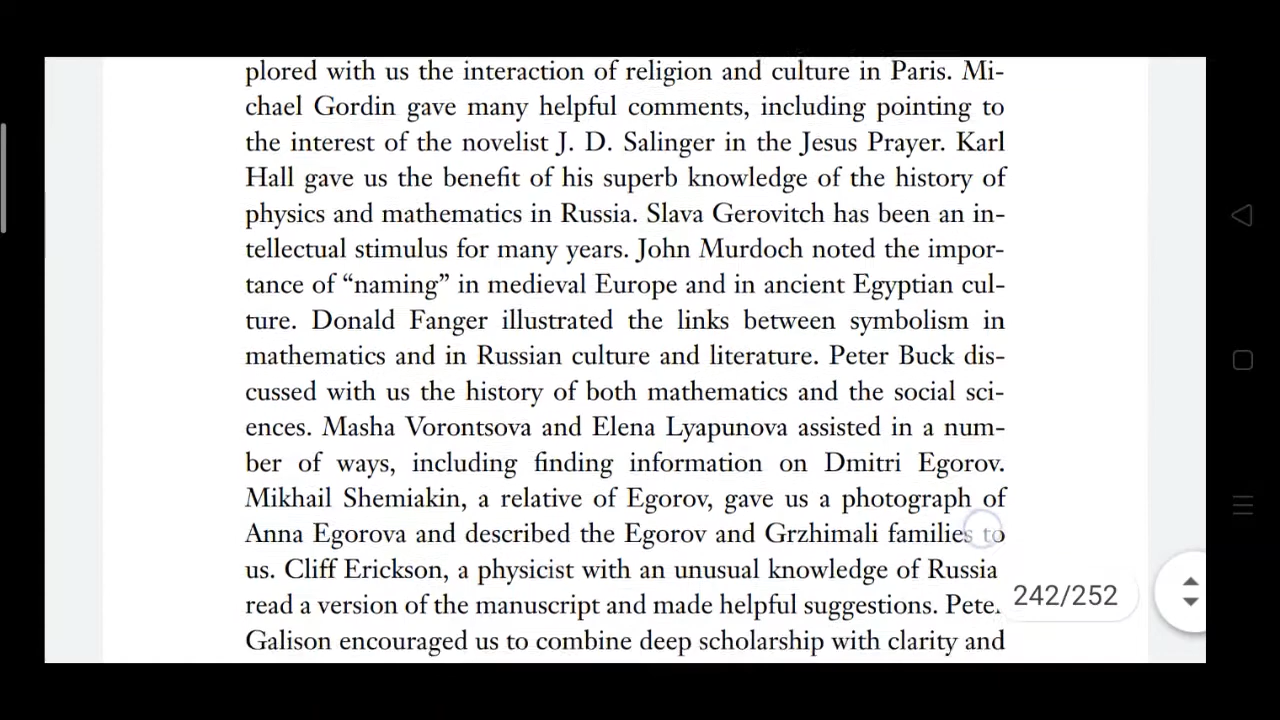 plored with us the interaction of religion and culture in Paris. Mi-
chael Gordin gave many helpful comments, including pointing to
the interest of the novelist J. D. Salinger in the Jesus Prayer. Karl
Hall gave us the benefit of his superb knowledge of the history of
physics and mathematics in Russia. Slava Gerovitch has been an in-
tellectual stimulus for many years. John Murdoch noted the impor-
tance of “naming” in medieval Europe and in ancient Egyptian cul-
ture. Donald Fanger illustrated the links between symbolism in
mathematics and in Russian culture and literature. Peter Buck dis-
cussed with us the history of both mathematics and the social sci-
ences. Masha Vorontsova and Elena Lyapunova assisted in a num-
ber of ways, including finding information on Dmitri Egorov.
Mikhail Shemiakin, a relative of Egorov, gave us a photograph of
Anna Egorova and described the Egorov and Grzhimali families to
us. Cliff Erickson, a physicist with an unusual knowledge of Russia
read a version of the manuscript and made helpful suggestions. Peter
Galison encouraged us to combine deep scholarship with clarity and
242/252